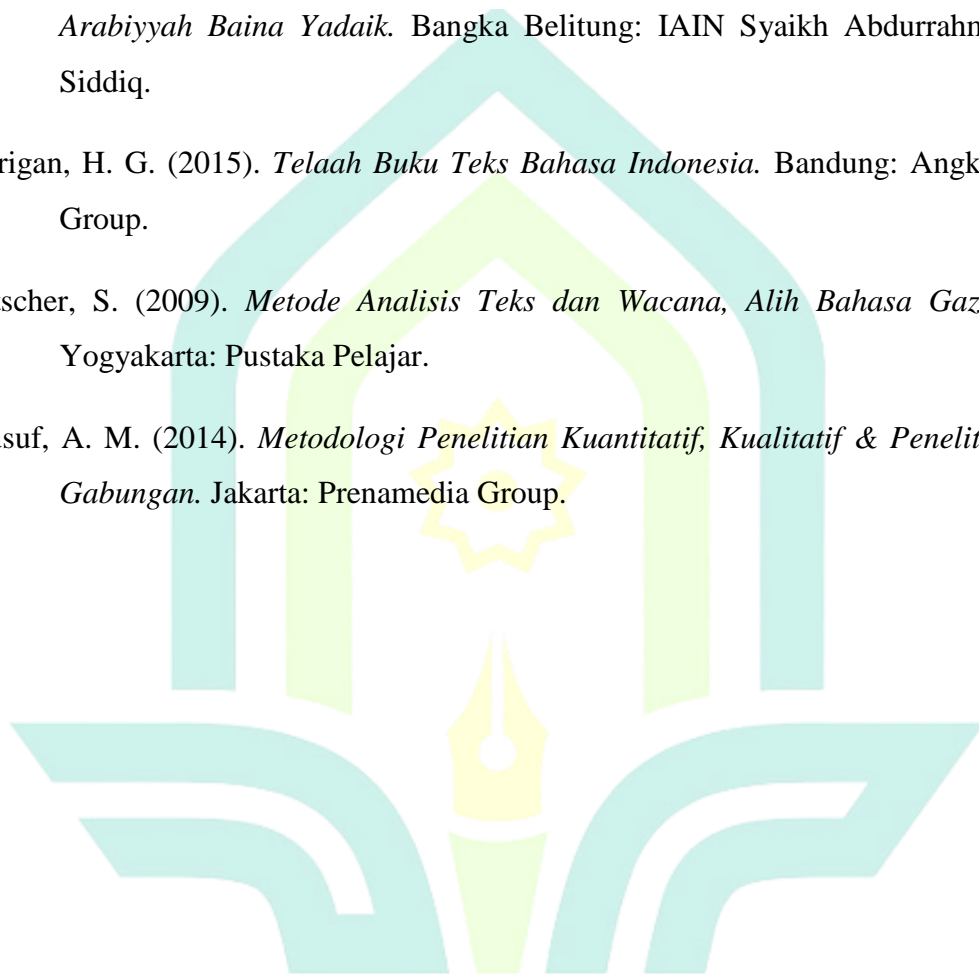 Arabiyyah Baina Yadaik. Bangka Belitung: IAIN Syaikh Abdurrahm
Siddiq.
rigan, H. G. (2015). Telaah Buku Teks Bahasa Indonesia. Bandung: Angk
Group.
tscher, S. (2009). Metode Analisis Teks dan Wacana, Alih Bahasa Gaz
Yogyakarta: Pustaka Pelajar.
suf, A. M. (2014). Metodologi Penelitian Kuantitatif, Kualitatif & Penelit
Gabungan. Jakarta: Prenamedia Group.